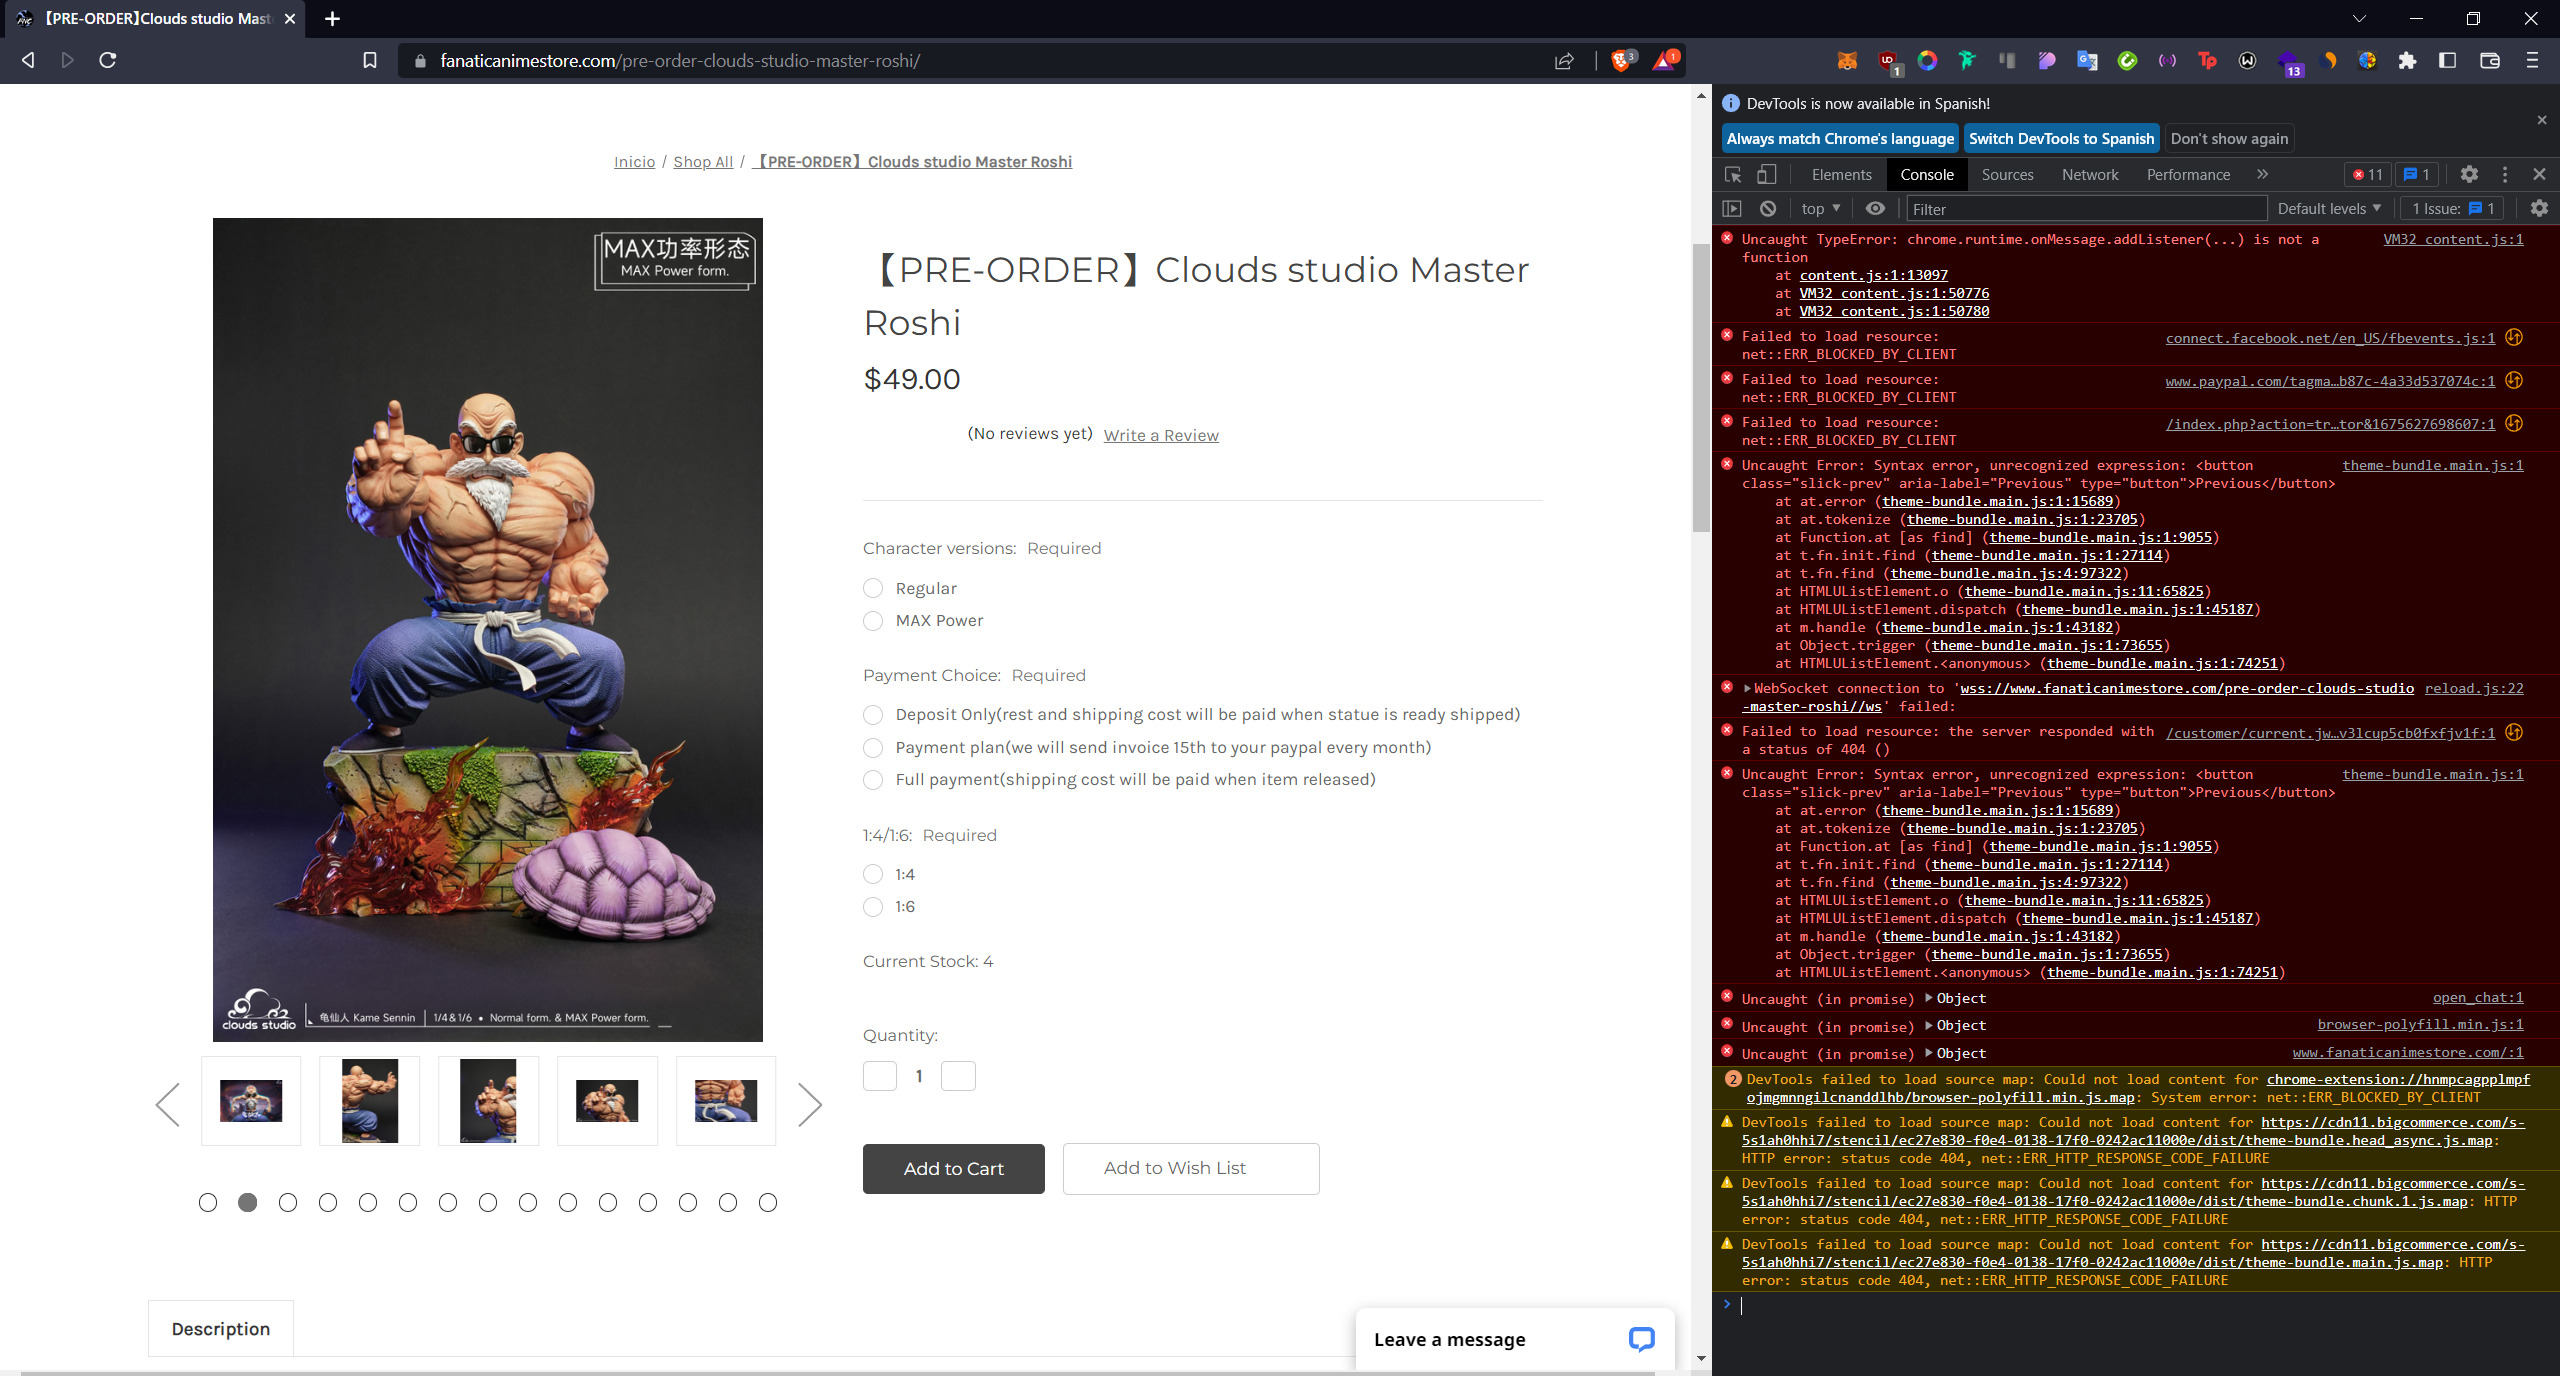 【PRE-ORDER】Clouds studio Mast
fanaticanimestore.com/pre-order-clouds-studio-master-roshi/
3
1
1
13
Inicio / Shop All / 【PRE-ORDER】Clouds studio Master Roshi
MAX功率形态
MAX Power form.
clouds studio
龟仙人 Kame Sennin | 1/4&1/6 • Normal form. & MAX Power form.
【PRE-ORDER】Clouds studio Master
Roshi
$49.00
(No reviews yet) Write a Review
Character versions: Required
Regular
MAX Power
Payment Choice: Required
Deposit Only(rest and shipping cost will be paid when statue is ready shipped)
Payment plan(we will send invoice 15th to your paypal every month)
Full payment(shipping cost will be paid when item released)
1:4/1:6: Required
1:4
1:6
Current Stock: 4
Quantity:
1
Add to Cart
Add to Wish List
Description
Leave a message
DevTools is now available in Spanish!
Always match Chrome's language
Switch DevTools to Spanish
Don't show again
Elements Console Sources Network Performance 11 1
top Filter Default levels 1 Issue: 1
Uncaught TypeError: chrome.runtime.onMessage.addListener(...) is not a VM32 content.js:1
function
at content.js:1:13097
at VM32 content.js:1:50776
at VM32 content.js:1:50780
Failed to load resource: connect.facebook.net/en_US/fbevents.js:1
net::ERR_BLOCKED_BY_CLIENT
Failed to load resource: www.paypal.com/tagma…b87c-4a33d537074c:1
net::ERR_BLOCKED_BY_CLIENT
Failed to load resource: /index.php?action=tr…tor&1675627698607:1
net::ERR_BLOCKED_BY_CLIENT
Uncaught Error: Syntax error, unrecognized expression: <button theme-bundle.main.js:1
class="slick-prev" aria-label="Previous" type="button">Previous</button>
at at.error (theme-bundle.main.js:1:15689)
at at.tokenize (theme-bundle.main.js:1:23705)
at Function.at [as find] (theme-bundle.main.js:1:9055)
at t.fn.init.find (theme-bundle.main.js:1:27114)
at t.fn.find (theme-bundle.main.js:4:97322)
at HTMLUListElement.o (theme-bundle.main.js:11:65825)
at HTMLUListElement.dispatch (theme-bundle.main.js:1:45187)
at m.handle (theme-bundle.main.js:1:43182)
at Object.trigger (theme-bundle.main.js:1:73655)
at HTMLUListElement.<anonymous> (theme-bundle.main.js:1:74251)
WebSocket connection to 'wss://www.fanaticanimestore.com/pre-order-clouds-studio reload.js:22
-master-roshi//ws' failed:
Failed to load resource: the server responded with /customer/current.jw…v3lcup5cb0fxfjv1f:1
a status of 404 ()
Uncaught Error: Syntax error, unrecognized expression: <button theme-bundle.main.js:1
class="slick-prev" aria-label="Previous" type="button">Previous</button>
at at.error (theme-bundle.main.js:1:15689)
at at.tokenize (theme-bundle.main.js:1:23705)
at Function.at [as find] (theme-bundle.main.js:1:9055)
at t.fn.init.find (theme-bundle.main.js:1:27114)
at t.fn.find (theme-bundle.main.js:4:97322)
at HTMLUListElement.o (theme-bundle.main.js:11:65825)
at HTMLUListElement.dispatch (theme-bundle.main.js:1:45187)
at m.handle (theme-bundle.main.js:1:43182)
at Object.trigger (theme-bundle.main.js:1:73655)
at HTMLUListElement.<anonymous> (theme-bundle.main.js:1:74251)
Uncaught (in promise) Object open_chat:1
Uncaught (in promise) Object browser-polyfill.min.js:1
Uncaught (in promise) Object www.fanaticanimestore.com/:1
2 DevTools failed to load source map: Could not load content for chrome-extension://hnmpcagpplmpf
ojmgmnngilcnanddlhb/browser-polyfill.min.js.map: System error: net::ERR_BLOCKED_BY_CLIENT
DevTools failed to load source map: Could not load content for https://cdn11.bigcommerce.com/s-
5s1ah0hhi7/stencil/ec27e830-f0e4-0138-17f0-0242ac11000e/dist/theme-bundle.head_async.js.map:
HTTP error: status code 404, net::ERR_HTTP_RESPONSE_CODE_FAILURE
DevTools failed to load source map: Could not load content for https://cdn11.bigcommerce.com/s-
5s1ah0hhi7/stencil/ec27e830-f0e4-0138-17f0-0242ac11000e/dist/theme-bundle.chunk.1.js.map: HTTP
error: status code 404, net::ERR_HTTP_RESPONSE_CODE_FAILURE
DevTools failed to load source map: Could not load content for https://cdn11.bigcommerce.com/s-
5s1ah0hhi7/stencil/ec27e830-f0e4-0138-17f0-0242ac11000e/dist/theme-bundle.main.js.map: HTTP
error: status code 404, net::ERR_HTTP_RESPONSE_CODE_FAILURE